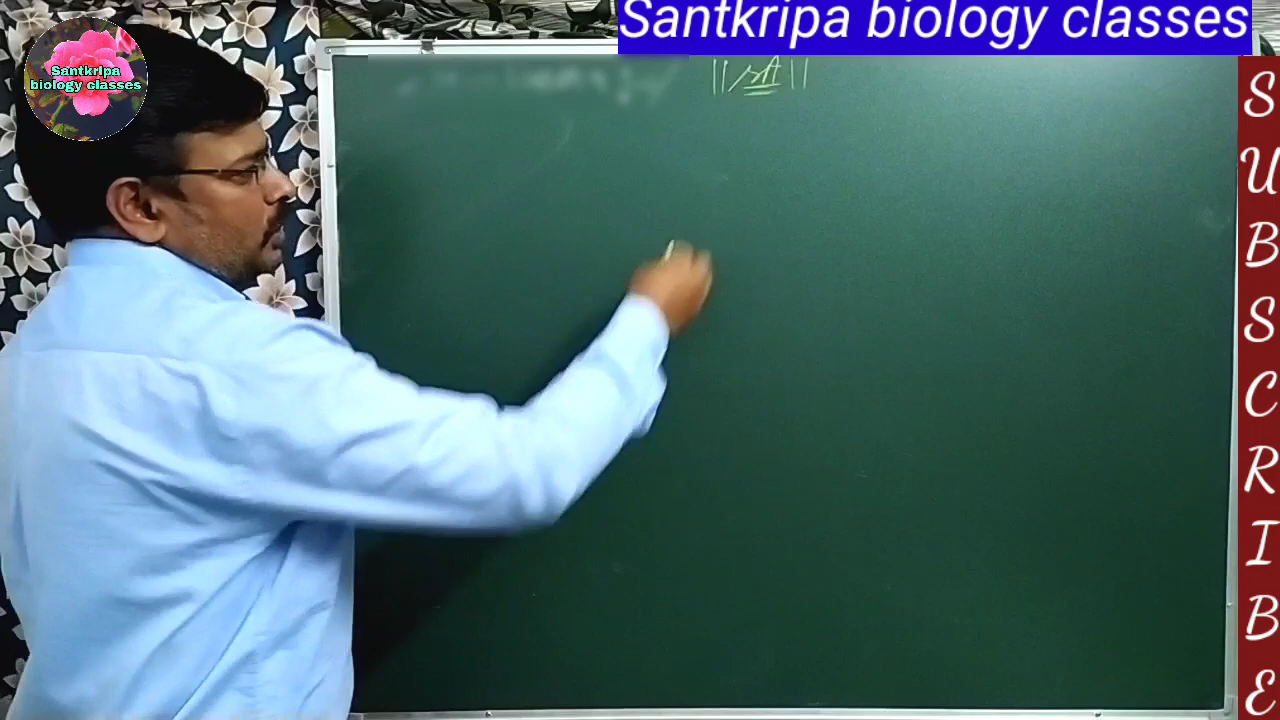 Santkripa biology classes
Santkripa
biology classes
|| श्री ||
SUBSCRIBE